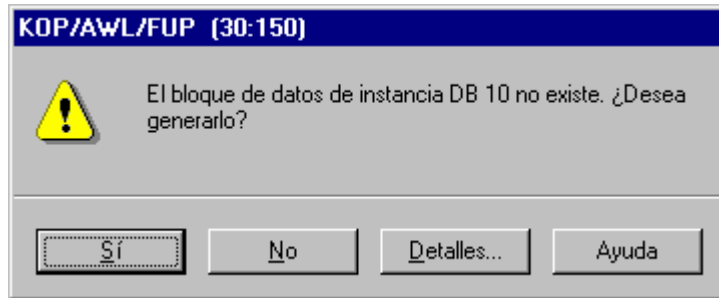 KOP/AWL/FUP (30:150)
El bloque de datos de instancia DB 10 no existe. ¿Desea
generarlo?
Sí No Detalles... Ayuda